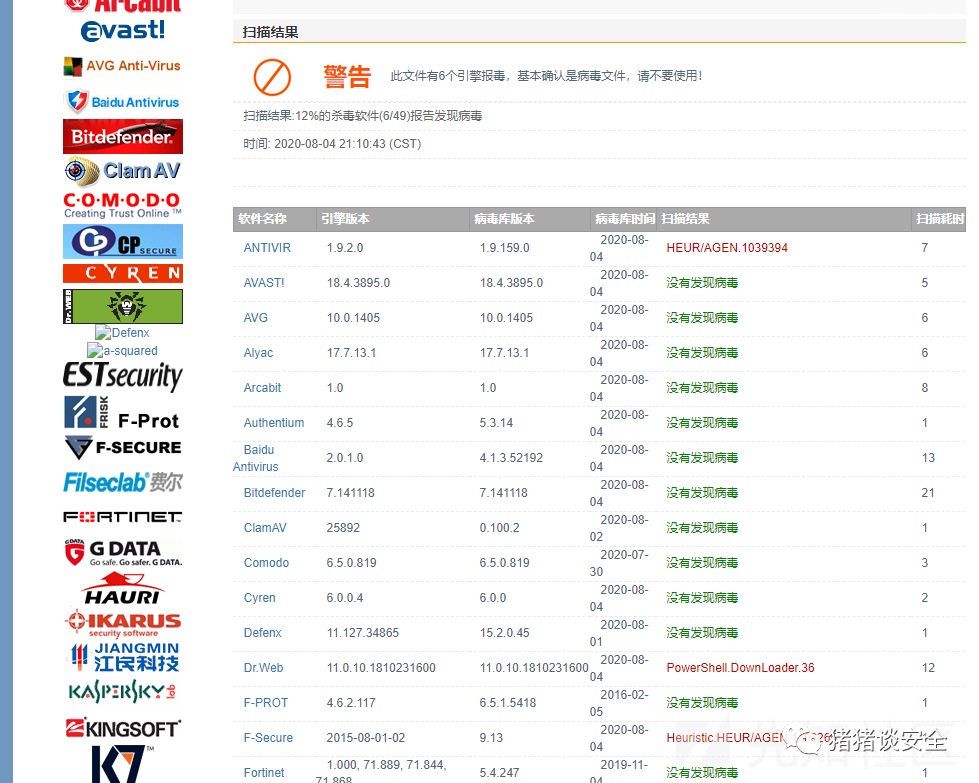 Arcabit
avast!
AVG Anti-Virus
Baidu Antivirus
Bitdefender
Clam AV
C·O·M·O·D·O
Creating Trust Online ™
CP SECURE
CYREN
Dr.WEB
Defenx
a-squared
ESTsecurity
FRISK F-Prot
F-SECURE
Filseclab 费尔
FORTINET
G DATA
Go safe. Go safer. G DATA.
HAURI
IKARUS
security software
JIANGMIN
江民科技
KASPERSKY lab
KINGSOFT
K7 ™
扫描结果
警告 此文件有6个引擎报毒，基本确认是病毒文件，请不要使用!
扫描结果:12%的杀毒软件(6/49)报告发现病毒
时间: 2020-08-04 21:10:43 (CST)
软件名称 引擎版本 病毒库版本 病毒库时间 扫描结果 扫描耗时
ANTIVIR 1.9.2.0 1.9.159.0 2020-08-04 HEUR/AGEN.1039394 7
AVAST! 18.4.3895.0 18.4.3895.0 2020-08-04 没有发现病毒 5
AVG 10.0.1405 10.0.1405 2020-08-04 没有发现病毒 6
Alyac 17.7.13.1 17.7.13.1 2020-08-04 没有发现病毒 6
Arcabit 1.0 1.0 2020-08-04 没有发现病毒 8
Authentium 4.6.5 5.3.14 2020-08-04 没有发现病毒 1
Baidu Antivirus 2.0.1.0 4.1.3.52192 2020-08-04 没有发现病毒 13
Bitdefender 7.141118 7.141118 2020-08-04 没有发现病毒 21
ClamAV 25892 0.100.2 2020-08-02 没有发现病毒 1
Comodo 6.5.0.819 6.5.0.819 2020-07-30 没有发现病毒 3
Cyren 6.0.0.4 6.0.0 2020-08-04 没有发现病毒 2
Defenx 11.127.34865 15.2.0.45 2020-08-01 没有发现病毒 1
Dr.Web 11.0.10.1810231600 11.0.10.1810231600 2020-08-04 PowerShell.DownLoader.36 12
F-PROT 4.6.2.117 6.5.1.5418 2016-02-05 没有发现病毒 1
F-Secure 2015-08-01-02 9.13 2020-08-04 Heuristic.HEUR/AGEN
Fortinet 1.000, 71.889, 71.844, 71.868 5.4.247 2019-11-04 没有发现病毒 1
猪猪谈安全
先知社区